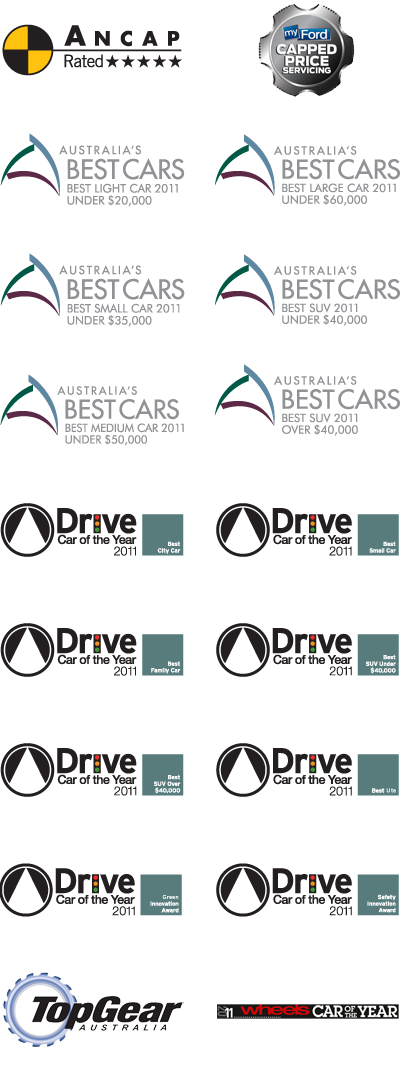 ANCAP
Rated ★★★★★
my Ford
CAPPED
PRICE
SERVICING
AUSTRALIA'S
BEST CARS
BEST LIGHT CAR 2011
UNDER $20,000
AUSTRALIA'S
BEST CARS
BEST LARGE CAR 2011
UNDER $60,000
AUSTRALIA'S
BEST CARS
BEST SMALL CAR 2011
UNDER $35,000
AUSTRALIA'S
BEST CARS
BEST SUV 2011
UNDER $40,000
AUSTRALIA'S
BEST CARS
BEST MEDIUM CAR 2011
UNDER $50,000
AUSTRALIA'S
BEST CARS
BEST SUV 2011
OVER $40,000
Drive
Car of the Year
2011
Best
City Car
Drive
Car of the Year
2011
Best
Small Car
Drive
Car of the Year
2011
Best
Family Car
Drive
Car of the Year
2011
Best
SUV Under
$40,000
Drive
Car of the Year
2011
Best
SUV Over
$40,000
Drive
Car of the Year
2011
Best Ute
Drive
Car of the Year
2011
Green
Innovation
Award
Drive
Car of the Year
2011
Safety
Innovation
Award
TopGear
AUSTRALIA
11 wheels CAR OF THE YEAR